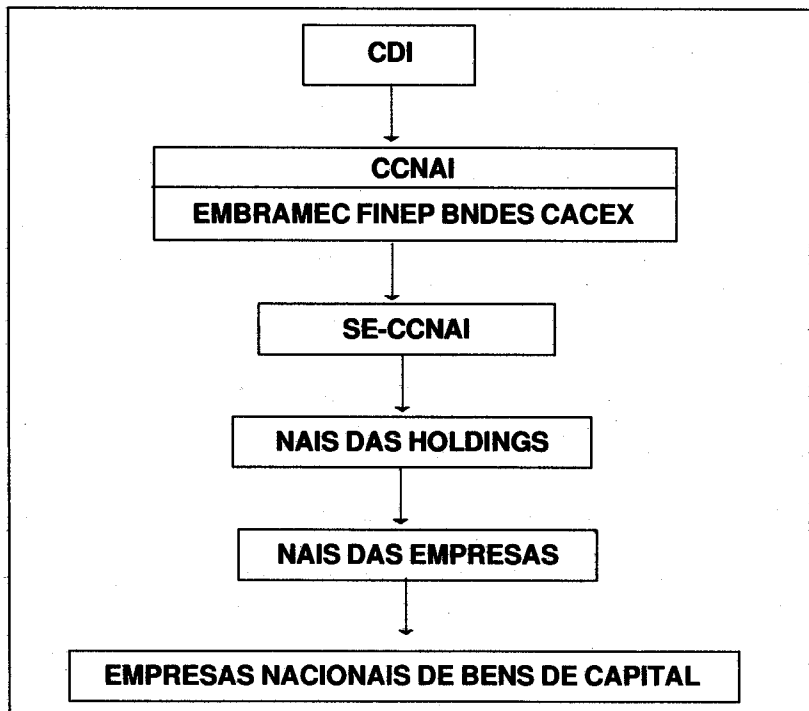 CDI
CCNAI
EMBRAMEC FINEP BNDES CACEX
SE-CCNAI
NAIS DAS HOLDINGS
NAIS DAS EMPRESAS
EMPRESAS NACIONAIS DE BENS DE CAPITAL